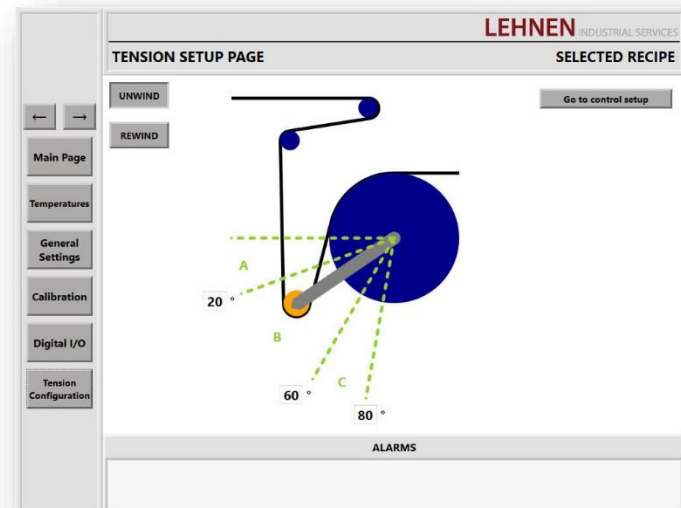 LEHNEN INDUSTRIAL SERVICES
TENSION SETUP PAGE
SELECTED RECIPE
UNWIND
REWIND
Go to control setup
← →
Main Page
Temperatures
General
Settings
Calibration
Digital I/O
Tension
Configuration
A
20 °
B
60 °
C
80 °
ALARMS